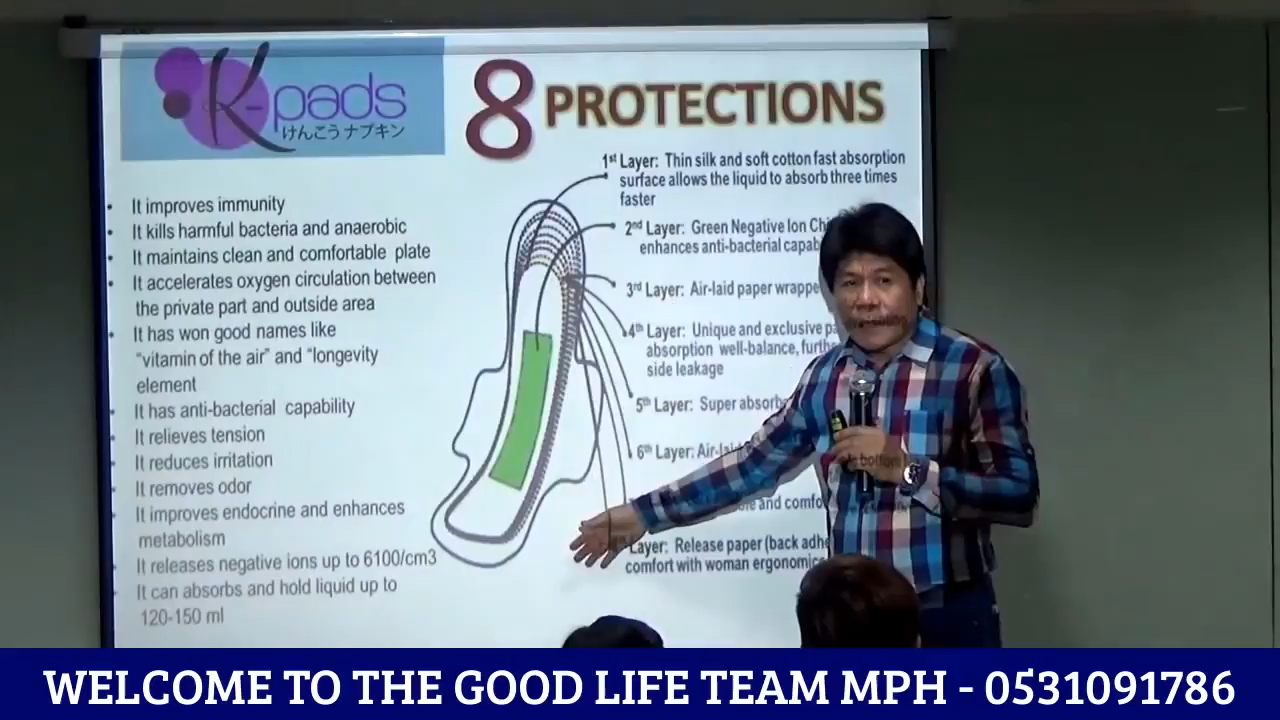 K-pads
けんこうナプキン
8 PROTECTIONS
It improves immunity
It kills harmful bacteria and anaerobic
It maintains clean and comfortable plate
It accelerates oxygen circulation between
the private part and outside area
It has won good names like
"vitamin of the air" and "longevity
element
It has anti-bacterial capability
It relieves tension
It reduces irritation
It removes odor
It improves endocrine and enhances
metabolism
It releases negative ions up to 6100/cm3
It can absorbs and hold liquid up to
120-150 ml
1st Layer: Thin silk and soft cotton fast absorption
surface allows the liquid to absorb three times
faster
2nd Layer: Green Negative Ion
enhances anti-bacterial
3rd Layer: Air-laid paper
4th Layer: Unique and exclusive
absorption well-balance,
side leakage
5th Layer: Super
6th Layer:
bottom
and
Layer: Release paper (back
comfort with woman
WELCOME TO THE GOOD LIFE TEAM MPH - 0531091786